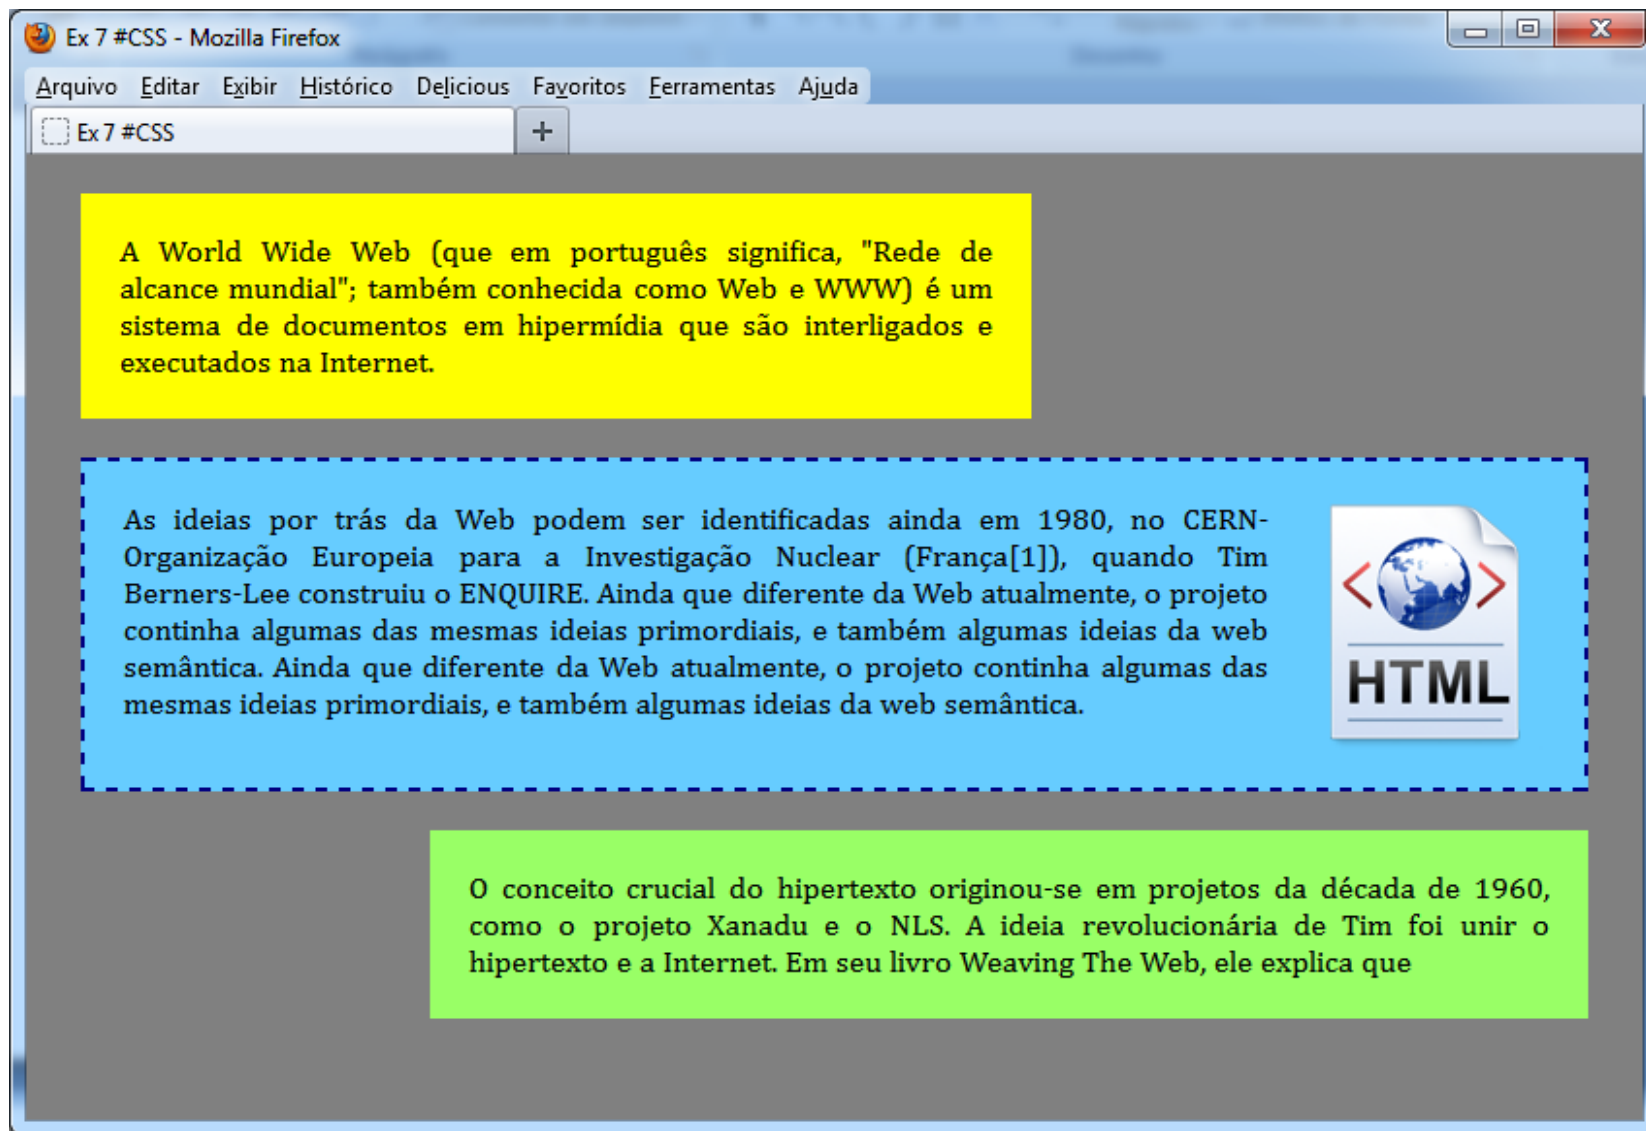 Ex 7 #CSS - Mozilla Firefox
Arquivo Editar Exibir Histórico Delicious Favoritos Ferramentas Ajuda
Ex 7 #CSS
A World Wide Web (que em português significa, "Rede de
alcance mundial"; também conhecida como Web e WWW) é um
sistema de documentos em hipermídia que são interligados e
executados na Internet.
As ideias por trás da Web podem ser identificadas ainda em 1980, no CERN-
Organização Europeia para a Investigação Nuclear (França[1]), quando Tim
Berners-Lee construiu o ENQUIRE. Ainda que diferente da Web atualmente, o projeto
continha algumas das mesmas ideias primordiais, e também algumas ideias da web
semântica. Ainda que diferente da Web atualmente, o projeto continha algumas das
mesmas ideias primordiais, e também algumas ideias da web semântica.
< >
HTML
O conceito crucial do hipertexto originou-se em projetos da década de 1960,
como o projeto Xanadu e o NLS. A ideia revolucionária de Tim foi unir o
hipertexto e a Internet. Em seu livro Weaving The Web, ele explica que